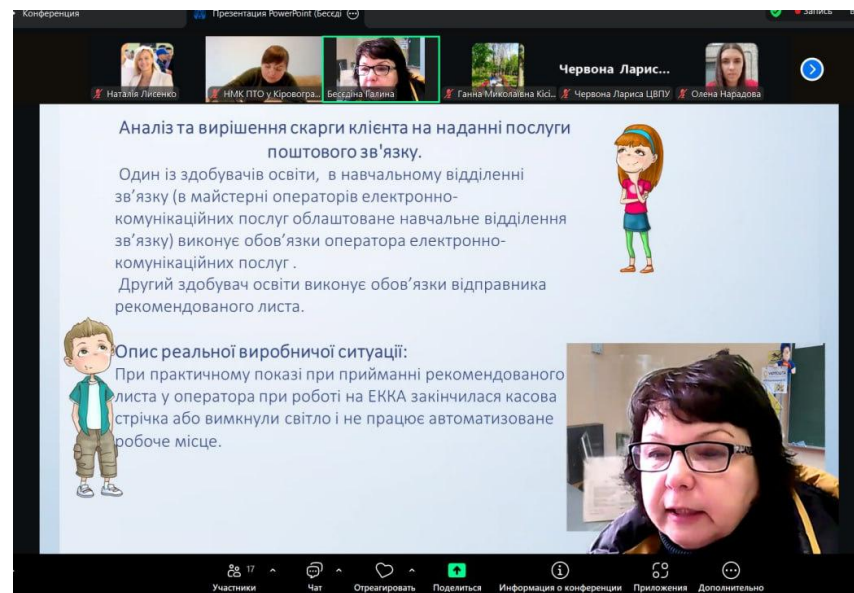 Конференция
Презентация PowerPoint (Бесєді
Запись
Наталія Лисенко
НМК ПТО у Кіровогра...
Бесєдіна Галина
Ганна Миколаївна Кісі...
Червона Ларис...
Червона Лариса ЦВПУ
Олена Нарадова
Аналіз та вирішення скарги клієнта на наданні послуги
поштового зв'язку.
Один із здобувачів освіти, в навчальному відділенні
зв’язку (в майстерні операторів електронно-
комунікаційних послуг облаштоване навчальне відділення
зв’язку) виконує обов’язки оператора електронно-
комунікаційних послуг .
Другий здобувач освіти виконує обов’язки відправника
рекомендованого листа.
Опис реальної виробничої ситуації:
При практичному показі при прийманні рекомендованого
листа у оператора при роботі на ЕККА закінчилася касова
стрічка або вимкнули світло і не працює автоматизоване
робоче місце.
17
Участники
Чат
Отреагировать
Поделиться
Информация о конференции
Приложения
Дополнительно